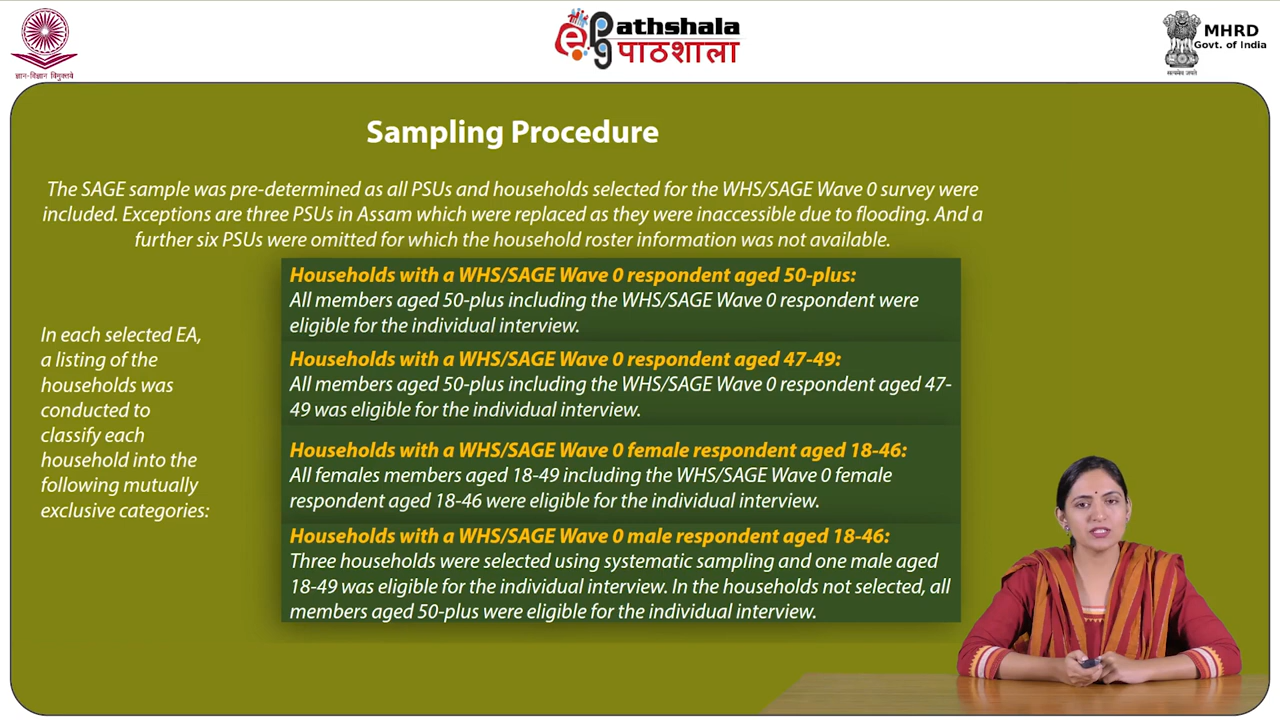 ज्ञान-विज्ञान विमुक्तये
ePathshala
पाठशाला
सत्यमेव जयते
MHRD
Govt. of India
Sampling Procedure
The SAGE sample was pre-determined as all PSUs and households selected for the WHS/SAGE Wave 0 survey were
included. Exceptions are three PSUs in Assam which were replaced as they were inaccessible due to flooding. And a
further six PSUs were omitted for which the household roster information was not available.
In each selected EA,
a listing of the
households was
conducted to
classify each
household into the
following mutually
exclusive categories:
Households with a WHS/SAGE Wave 0 respondent aged 50-plus:
All members aged 50-plus including the WHS/SAGE Wave 0 respondent were
eligible for the individual interview.
Households with a WHS/SAGE Wave 0 respondent aged 47-49:
All members aged 50-plus including the WHS/SAGE Wave 0 respondent aged 47-
49 was eligible for the individual interview.
Households with a WHS/SAGE Wave 0 female respondent aged 18-46:
All females members aged 18-49 including the WHS/SAGE Wave 0 female
respondent aged 18-46 were eligible for the individual interview.
Households with a WHS/SAGE Wave 0 male respondent aged 18-46:
Three households were selected using systematic sampling and one male aged
18-49 was eligible for the individual interview. In the households not selected, all
members aged 50-plus were eligible for the individual interview.